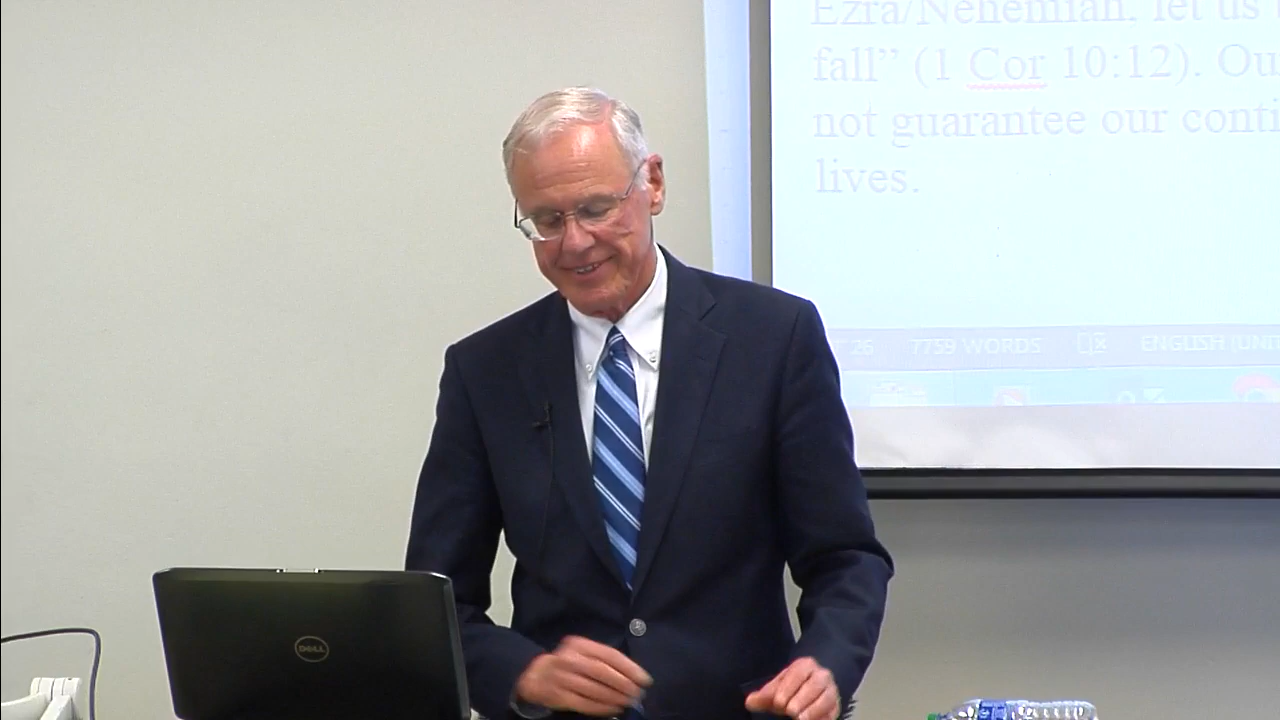 Ezra/Nehemiah, let us
fall” (1 Cor 10:12). Ou
not guarantee our conti
lives.
26 7759 WORDS ENGLISH (UNIT
DELL